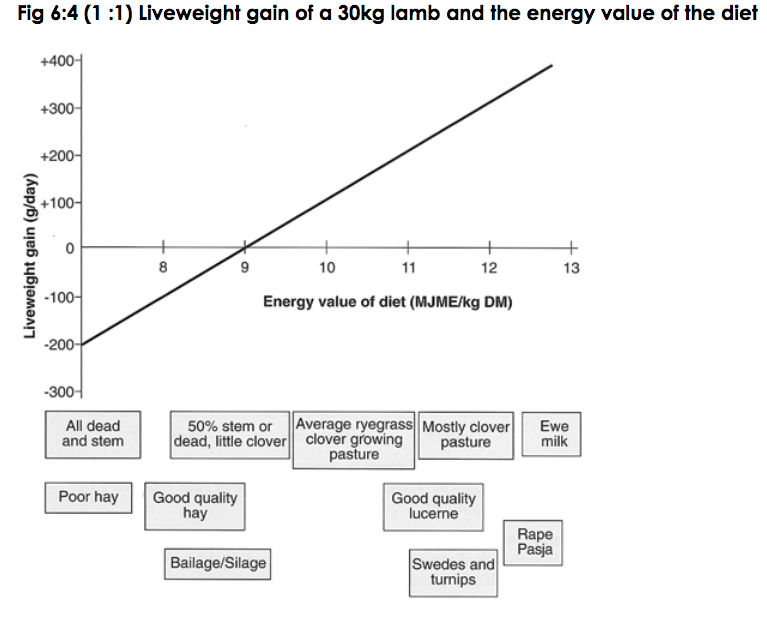 Fig 6:4 (1 :1) Liveweight gain of a 30kg lamb and the energy value of the diet
+400
+300
+200
+100
0
-100
-200
-300
Liveweight gain (g/day)
8 9 10 11 12 13
Energy value of diet (MJME/kg DM)
All dead
and stem
50% stem or
dead, little clover
Average ryegrass
clover growing
pasture
Mostly clover
pasture
Ewe
milk
Poor hay
Good quality
hay
Good quality
lucerne
Rape
Pasja
Bailage/Silage
Swedes and
turnips